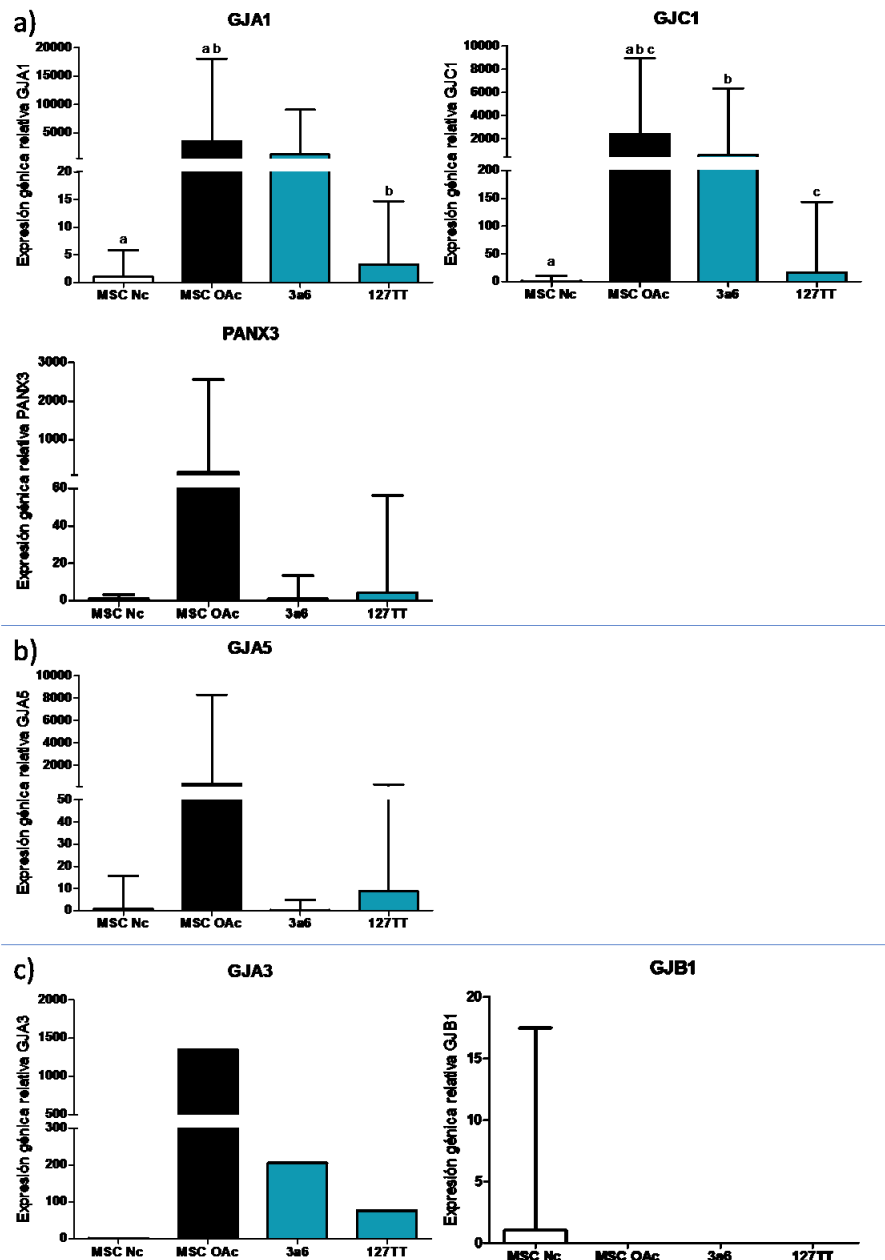 a)
GJA1
Expresión génica relativa GJA1
20000
15000
10000
5000
20
15
10
5
0
a
a b
b
MSC Nc MSC OAc 3a6 127TT
GJC1
Expresión génica relativa GJC1
10000
8000
6000
4000
2000
200
150
100
50
0
a
a b c
b
c
MSC Nc MSC OAc 3a6 127TT
PANX3
Expresión génica relativa PANX3
3000
2000
1000
60
40
20
0
MSC Nc MSC OAc 3a6 127TT
b)
GJA5
Expresión génica relativa GJA5
10000
8000
6000
4000
2000
50
40
30
20
10
0
MSC Nc MSC OAc 3a6 127TT
c)
GJA3
Expresión génica relativa GJA3
2000
1500
1000
500
300
200
100
0
MSC Nc MSC OAc 3a6 127TT
GJB1
Expresión génica relativa GJB1
20
15
10
5
0
MSC Nc MSC OAc 3a6 127TT